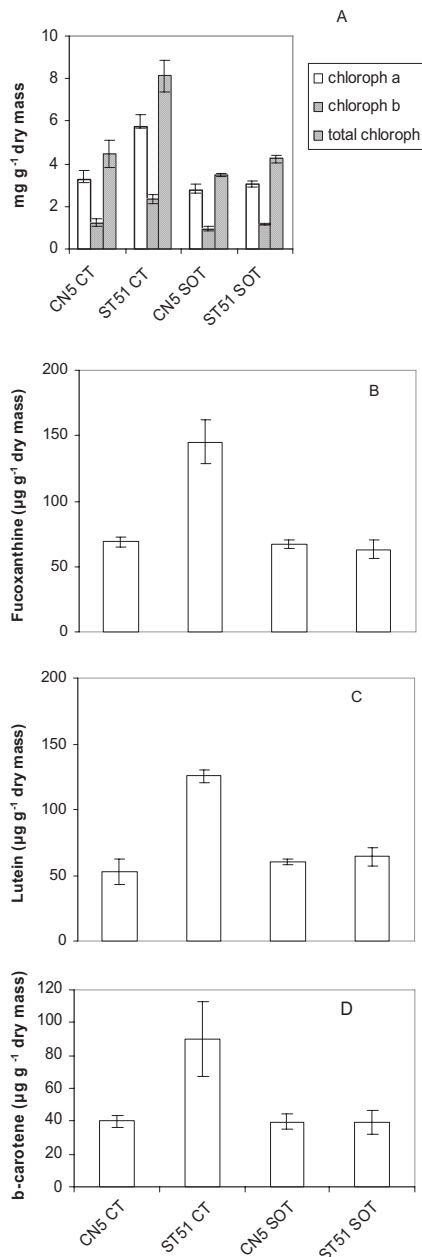 A
mg g⁻¹ dry mass
10
8
6
4
2
0
CN5 CT
ST51 CT
CN5 SOT
ST51 SOT
chloroph a
chloroph b
total chloroph
B
Fucoxanthine (µg g⁻¹ dry mass)
200
150
100
50
0
C
Lutein (µg g⁻¹ dry mass)
200
150
100
50
0
D
b-carotene (µg g⁻¹ dry mass)
120
100
80
60
40
20
0
CN5 CT
ST51 CT
CN5 SOT
ST51 SOT